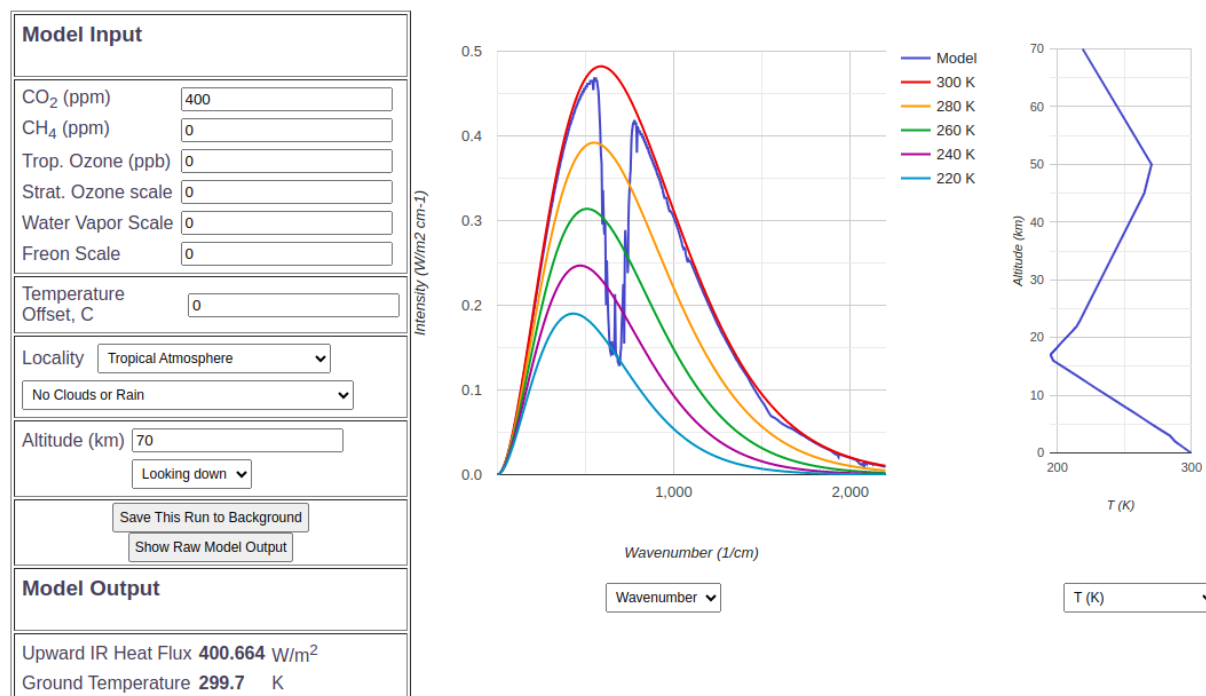 Model Input
CO2 (ppm) 400
CH4 (ppm) 0
Trop. Ozone (ppb) 0
Strat. Ozone scale 0
Water Vapor Scale 0
Freon Scale 0
Temperature
Offset, C 0
Locality Tropical Atmosphere
No Clouds or Rain
Altitude (km) 70
Looking down
Save This Run to Background
Show Raw Model Output
Model Output
Upward IR Heat Flux 400.664 W/m2
Ground Temperature 299.7 K
Intensity (W/m2 cm-1)
0.5
0.4
0.3
0.2
0.1
0.0
1,000 2,000
Wavenumber (1/cm)
Wavenumber
Model
300 K
280 K
260 K
240 K
220 K
Altitude (km)
70
60
50
40
30
20
10
0
200 300
T (K)
T (K)